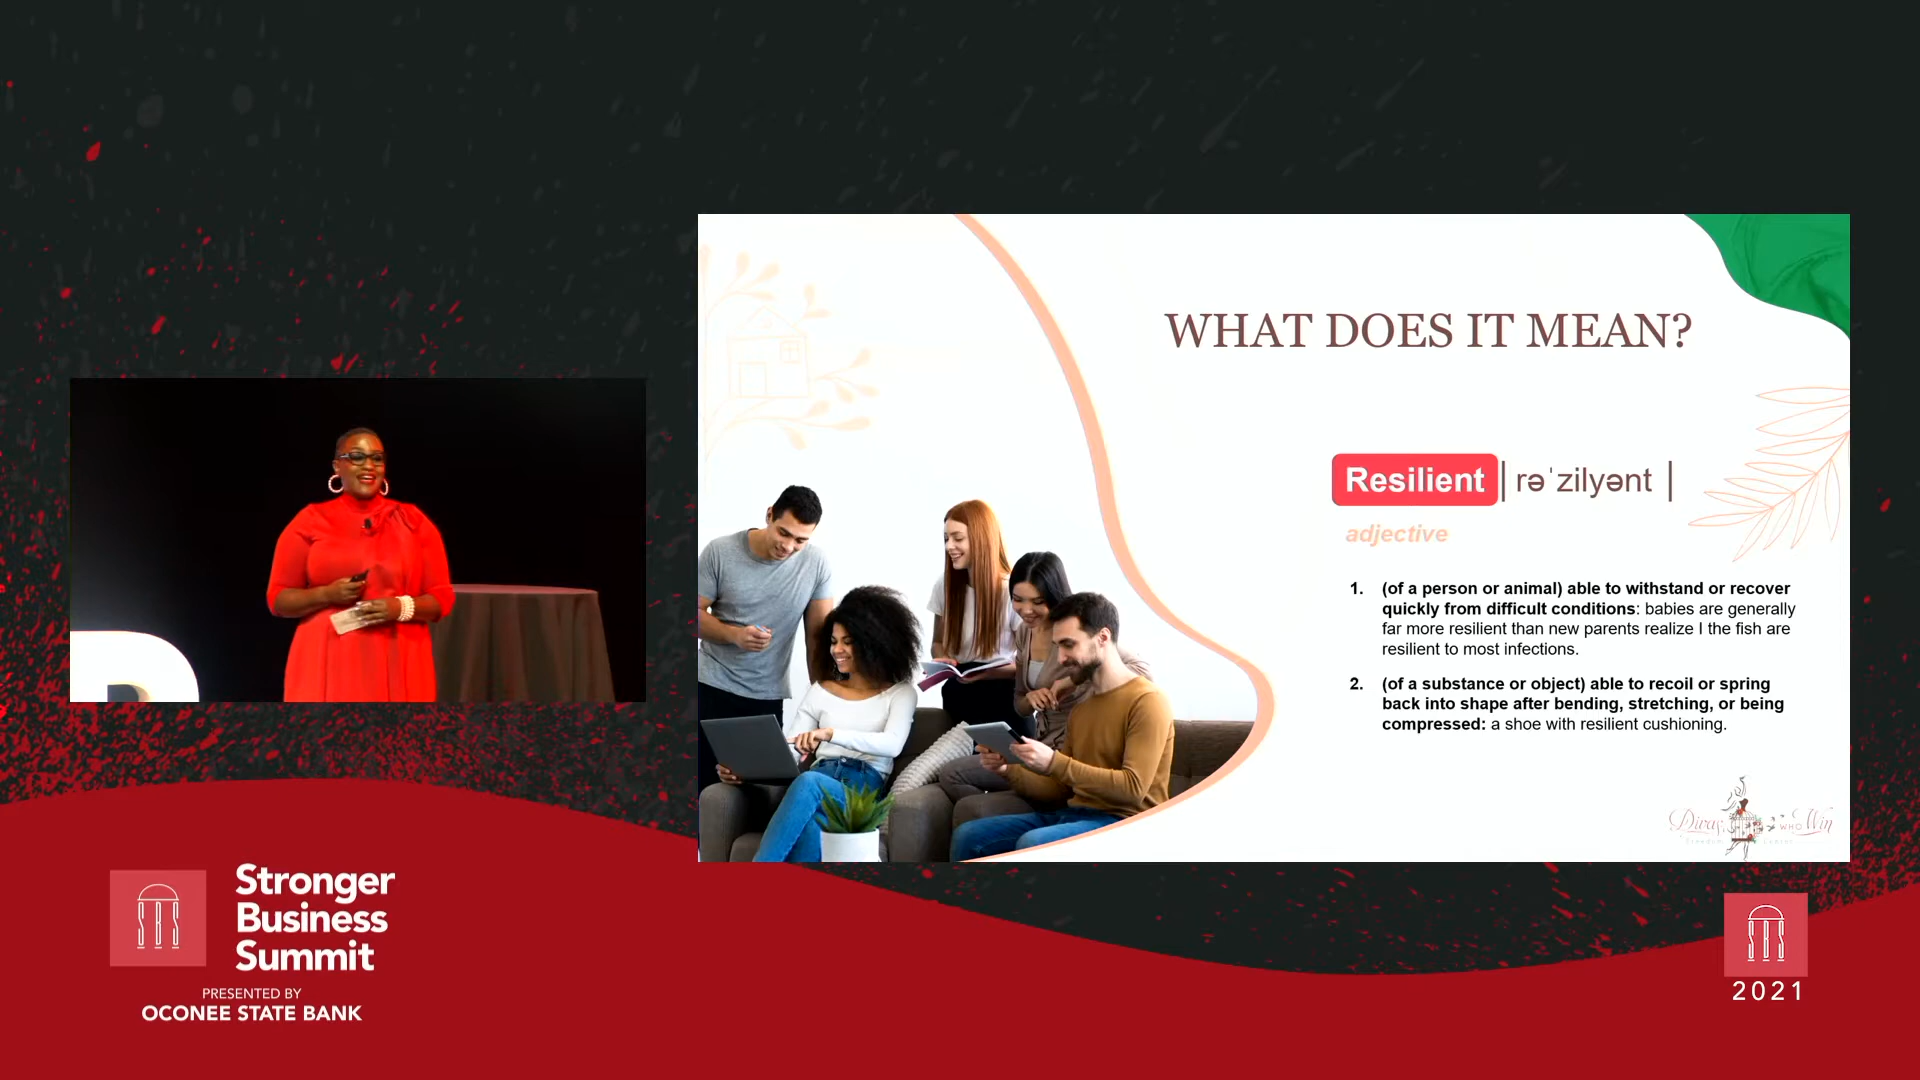 WHAT DOES IT MEAN?
Resilient | rəˈzilyənt |
adjective
1. (of a person or animal) able to withstand or recover
quickly from difficult conditions: babies are generally
far more resilient than new parents realize I the fish are
resilient to most infections.
2. (of a substance or object) able to recoil or spring
back into shape after bending, stretching, or being
compressed: a shoe with resilient cushioning.
Divas WHO Win
SBS
Stronger
Business
Summit
PRESENTED BY
OCONEE STATE BANK
SBS
2021